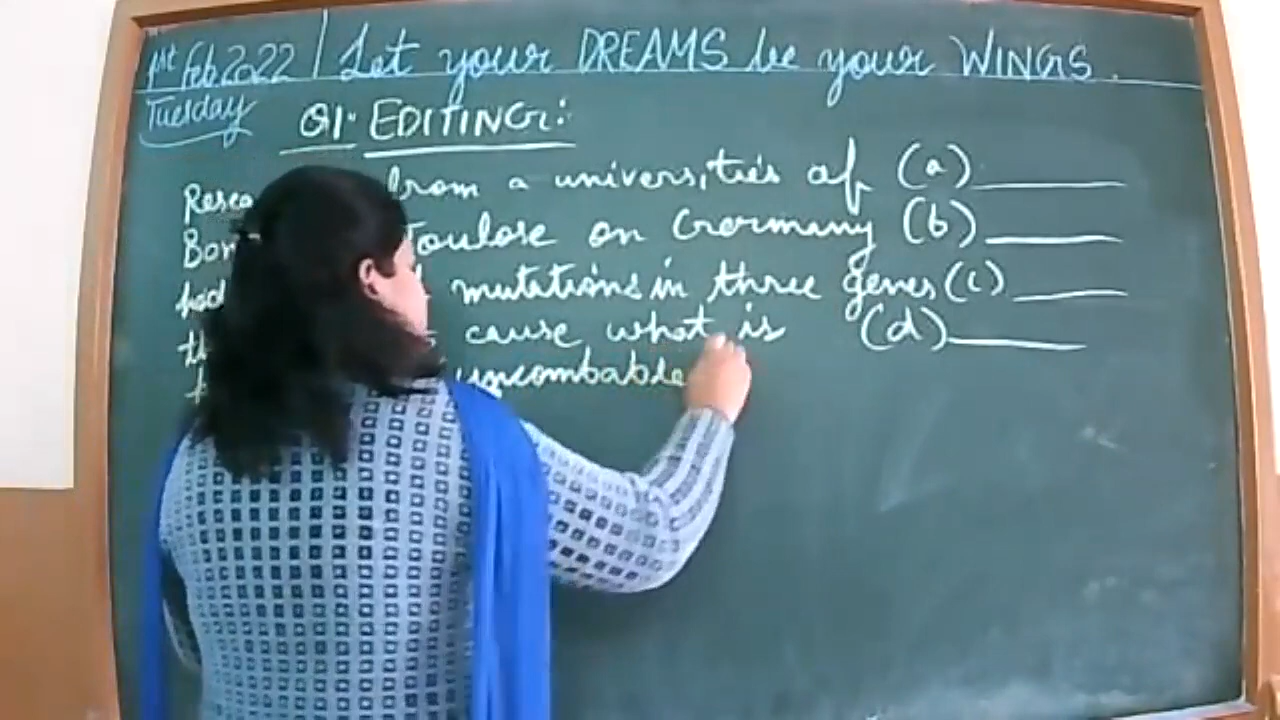 1st Feb 2022 | Let your DREAMS be your WINGS.
Tuesday
Q1. EDITING:
from a universities of (a)
Toulose on Germany (b)
mutations in three genes (c)
cause what is (d)
uncombable